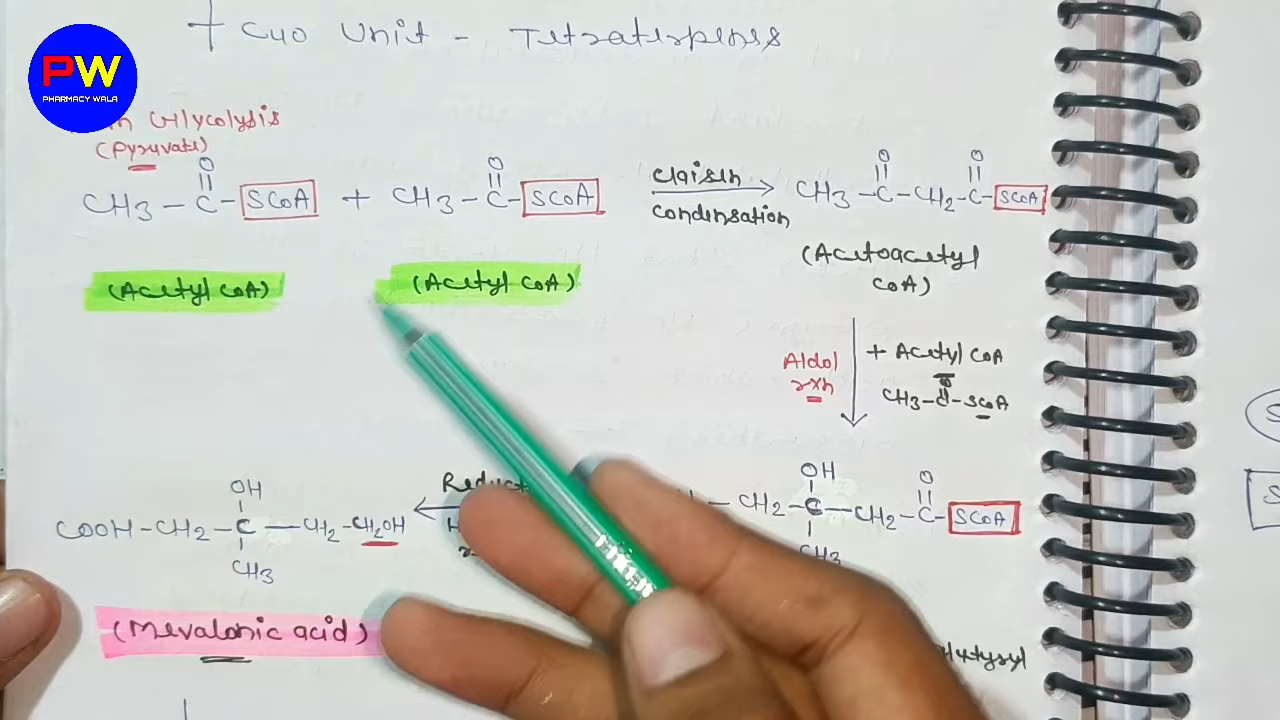 C40 Unit - Tetraterpenes
PW
PHARMACY WALA
Glycolysis
(Pyruvate)
CH3 - C - SCoA + CH3 - C - SCoA
O
O
Claisen
condensation
O
O
CH3 - C - CH2 - C - SCoA
(Acetyl CoA)
(Acetyl CoA)
(Acetoacetyl
CoA)
Aldol
rxn
+ Acetyl CoA
O
CH3 - C - SCoA
OH
COOH - CH2 - C - CH2 - CH2OH
CH3
OH
O
CH2 - C - CH2 - C - SCoA
CH3
(Mevalonic acid)